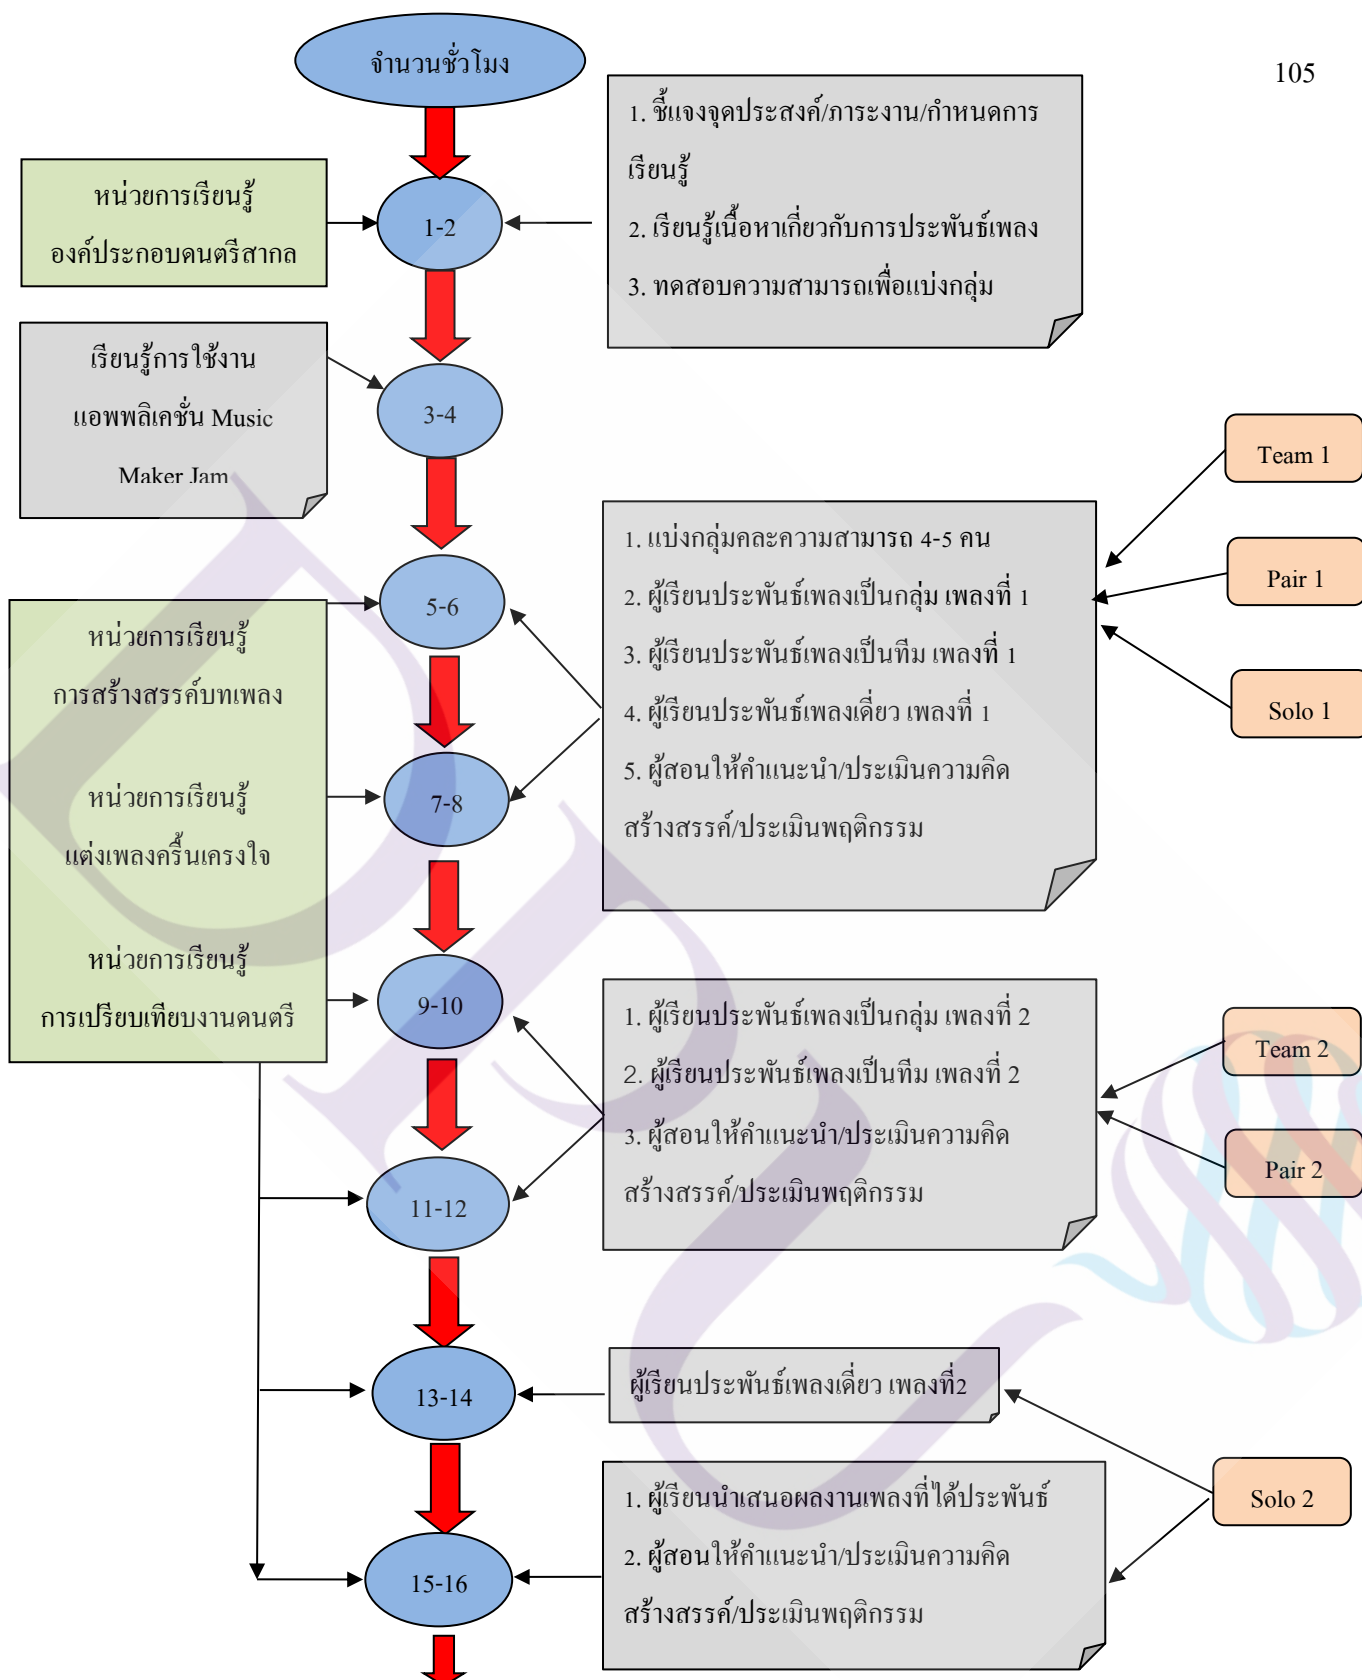 105
จำนวนชั่วโมง
1. ชี้แจงจุดประสงค์/ภาระงาน/กำหนดการ
เรียนรู้
2. เรียนรู้เนื้อหาเกี่ยวกับการประพันธ์เพลง
3. ทดสอบความสามารถเพื่อแบ่งกลุ่ม
หน่วยการเรียนรู้
องค์ประกอบดนตรีสากล
1-2
เรียนรู้การใช้งาน
แอพพลิเคชั่น Music
Maker Jam
3-4
Team 1
Pair 1
Solo 1
1. แบ่งกลุ่มคละความสามารถ 4-5 คน
2. ผู้เรียนประพันธ์เพลงเป็นกลุ่ม เพลงที่ 1
3. ผู้เรียนประพันธ์เพลงเป็นทีม เพลงที่ 1
4. ผู้เรียนประพันธ์เพลงเดี่ยว เพลงที่ 1
5. ผู้สอนให้คำแนะนำ/ประเมินความคิด
สร้างสรรค์/ประเมินพฤติกรรม
5-6
หน่วยการเรียนรู้
การสร้างสรรค์บทเพลง
7-8
หน่วยการเรียนรู้
แต่งเพลงครื้นเครงใจ
หน่วยการเรียนรู้
การเปรียบเทียบงานดนตรี
9-10
1. ผู้เรียนประพันธ์เพลงเป็นกลุ่ม เพลงที่ 2
2. ผู้เรียนประพันธ์เพลงเป็นทีม เพลงที่ 2
3. ผู้สอนให้คำแนะนำ/ประเมินความคิด
สร้างสรรค์/ประเมินพฤติกรรม
Team 2
Pair 2
11-12
13-14
ผู้เรียนประพันธ์เพลงเดี่ยว เพลงที่2
1. ผู้เรียนนำเสนอผลงานเพลงที่ได้ประพันธ์
2. ผู้สอนให้คำแนะนำ/ประเมินความคิด
สร้างสรรค์/ประเมินพฤติกรรม
Solo 2
15-16
DPU